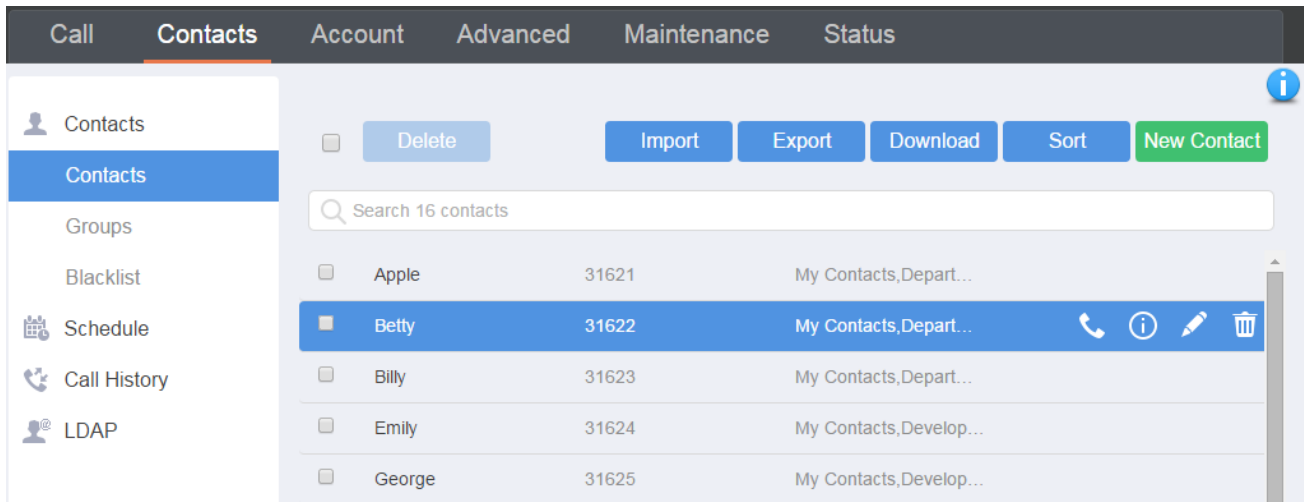 Call Contacts Account Advanced Maintenance Status
Contacts
Delete Import Export Download Sort New Contact
Contacts
Search 16 contacts
Groups
Blacklist
Apple 31621 My Contacts,Depart...
Schedule
Betty 31622 My Contacts,Depart...
Call History
Billy 31623 My Contacts,Depart...
LDAP
Emily 31624 My Contacts,Develop...
George 31625 My Contacts,Develop...